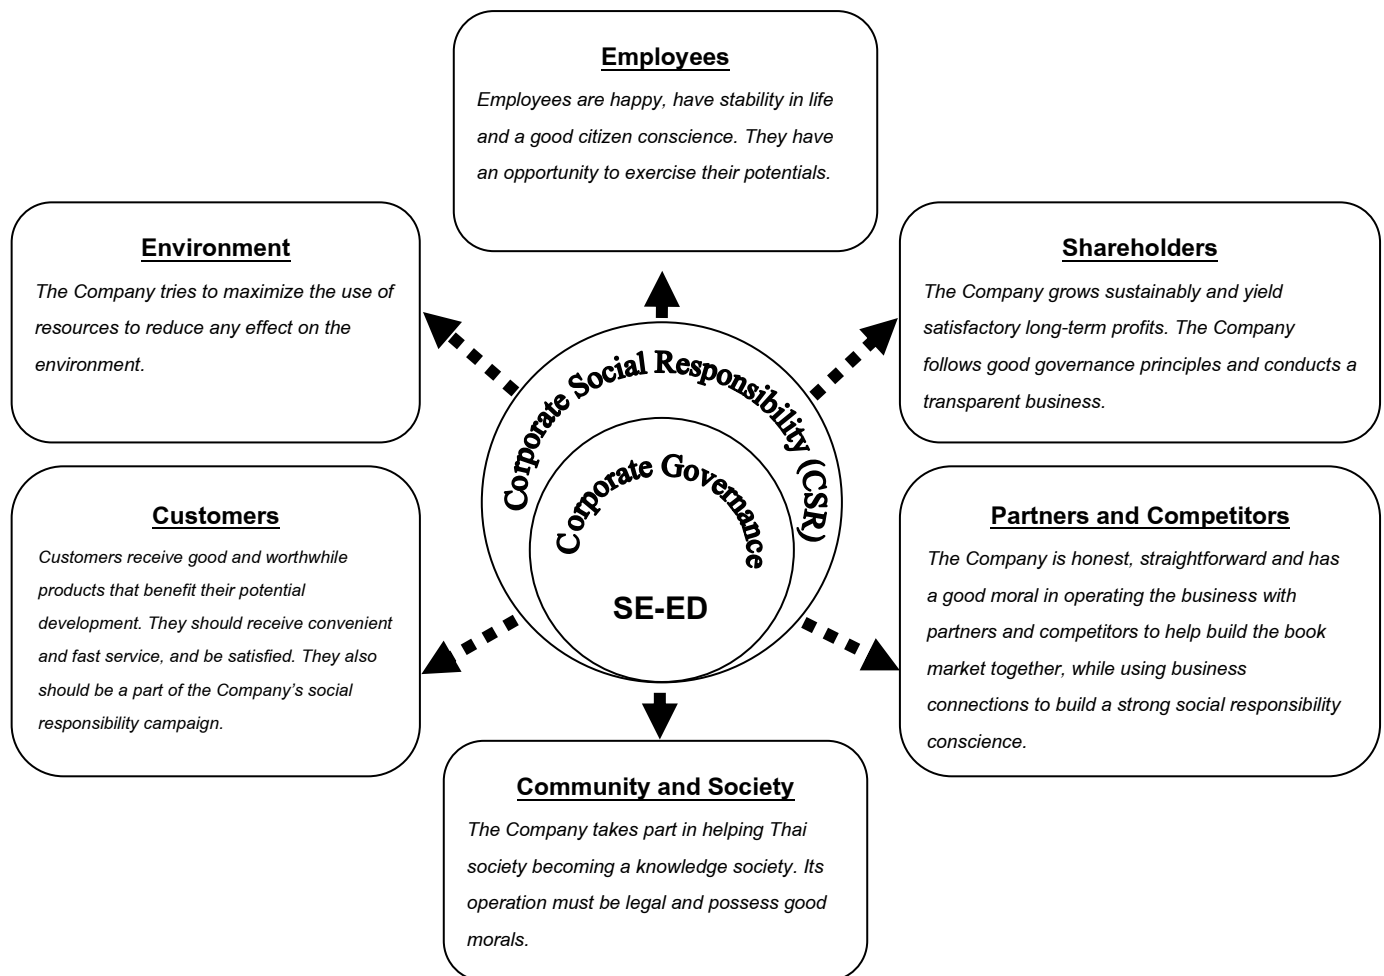 Employees
Employees are happy, have stability in life
and a good citizen conscience. They have
an opportunity to exercise their potentials.
Environment
The Company tries to maximize the use of
resources to reduce any effect on the
environment.
Shareholders
The Company grows sustainably and yield
satisfactory long-term profits. The Company
follows good governance principles and conducts a
transparent business.
Corporate Social Responsibility (CSR)
Corporate Governance
SE-ED
Customers
Customers receive good and worthwhile
products that benefit their potential
development. They should receive convenient
and fast service, and be satisfied. They also
should be a part of the Company’s social
responsibility campaign.
Partners and Competitors
The Company is honest, straightforward and has
a good moral in operating the business with
partners and competitors to help build the book
market together, while using business
connections to build a strong social responsibility
conscience.
Community and Society
The Company takes part in helping Thai
society becoming a knowledge society. Its
operation must be legal and possess good
morals.